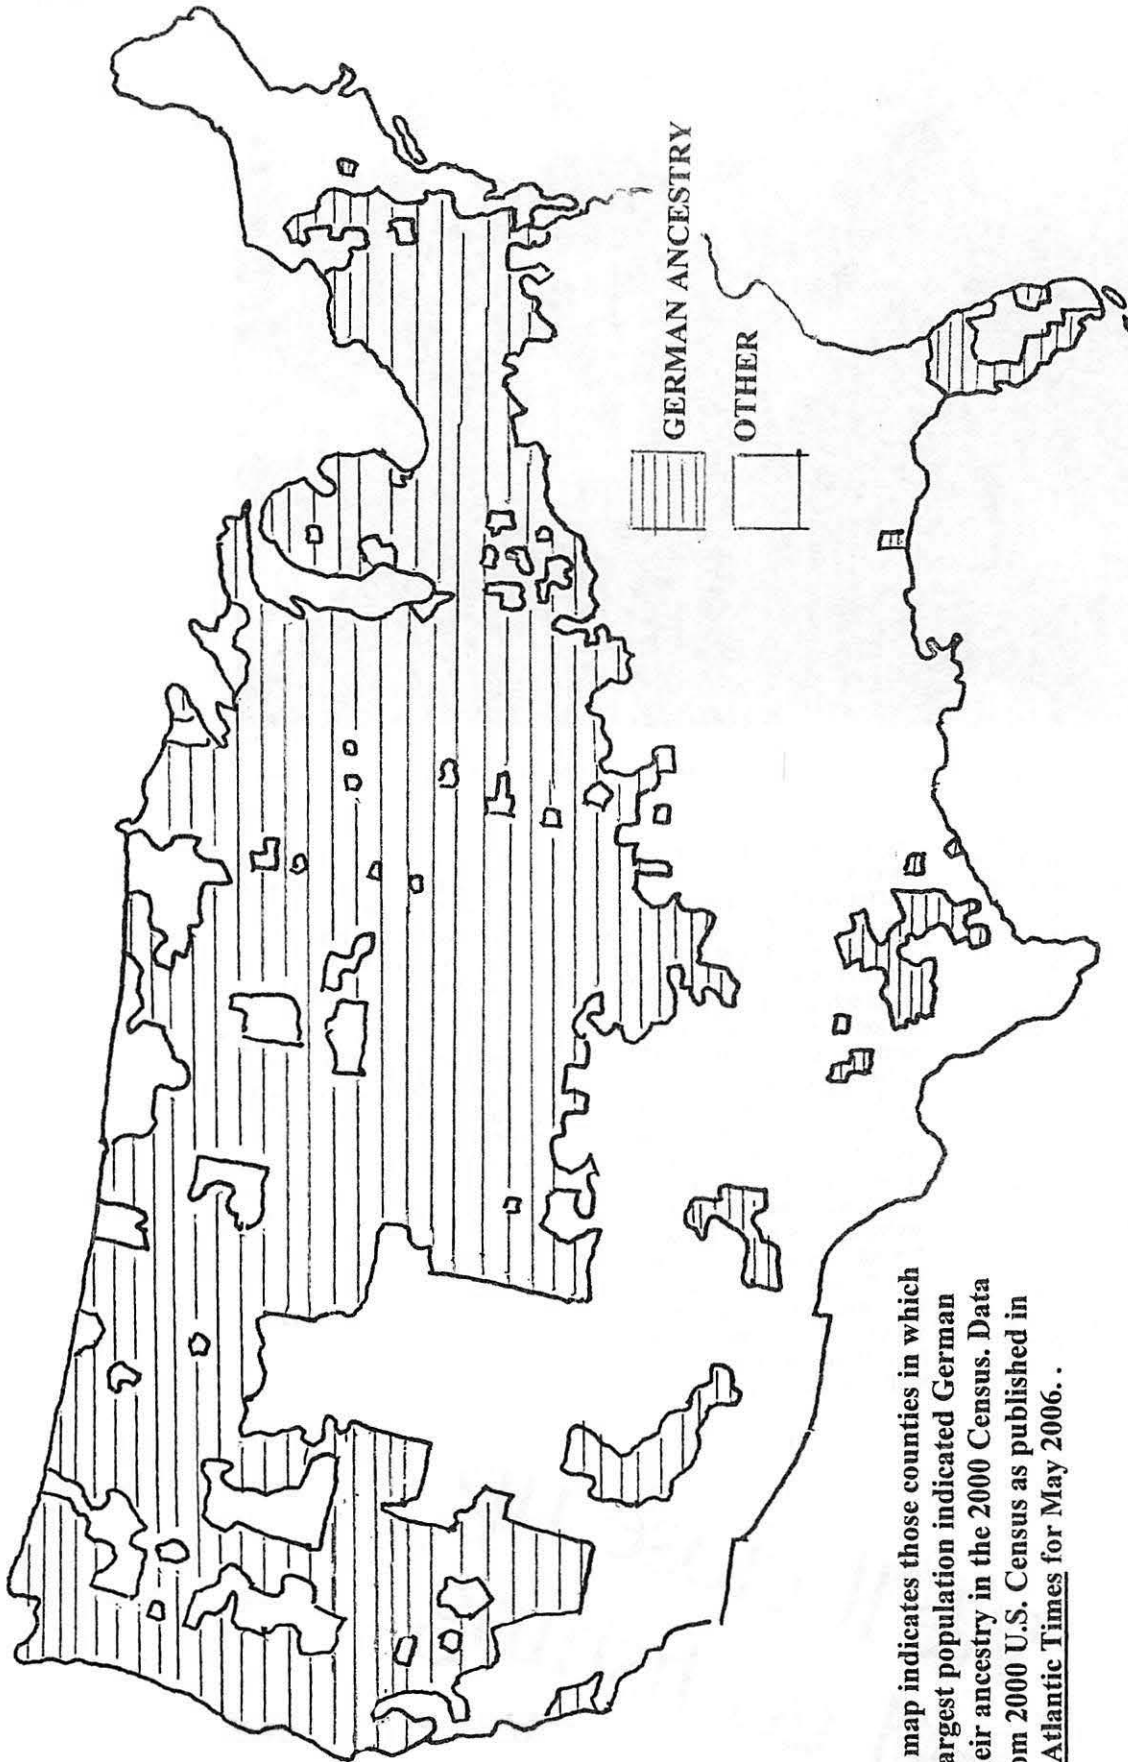 GERMAN ANCESTRY
OTHER
map indicates those counties in which
argest population indicated German
eir ancestry in the 2000 Census. Data
om 2000 U.S. Census as published in
Atlantic Times for May 2006. .